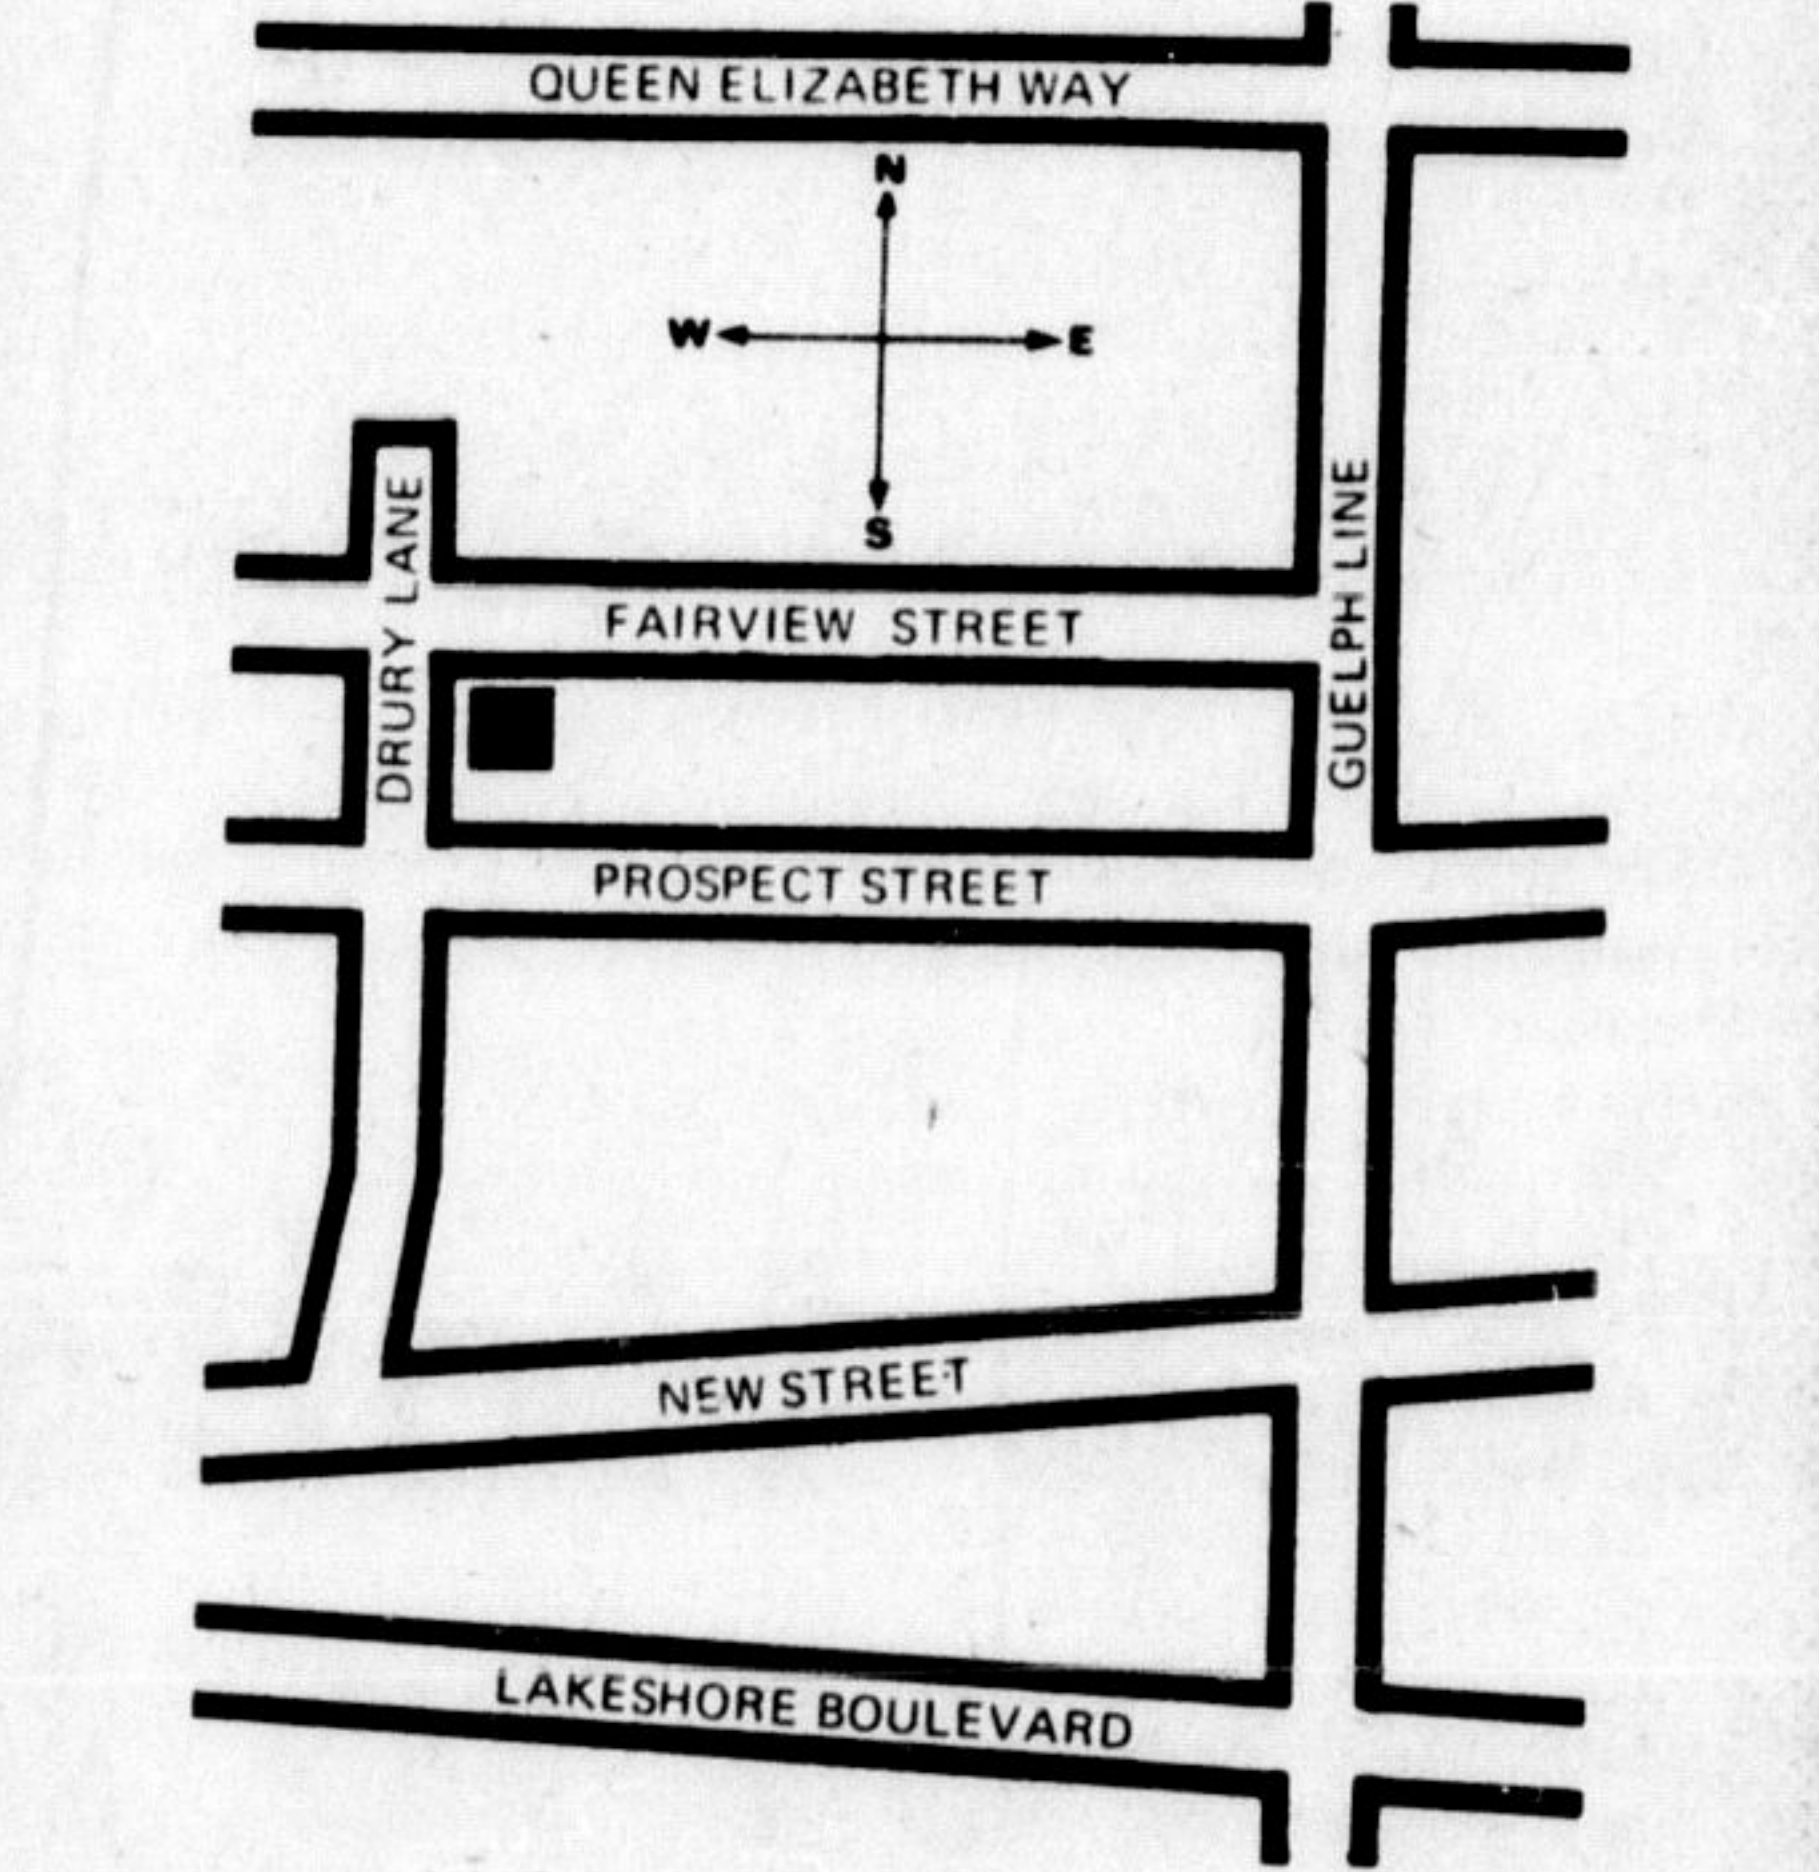 QUEEN ELIZABETH WAY
N
W E
S
DRURY LANE
GUELPH LINE
FAIRVIEW STREET
PROSPECT STREET
NEW STREET
LAKESHORE BOULEVARD